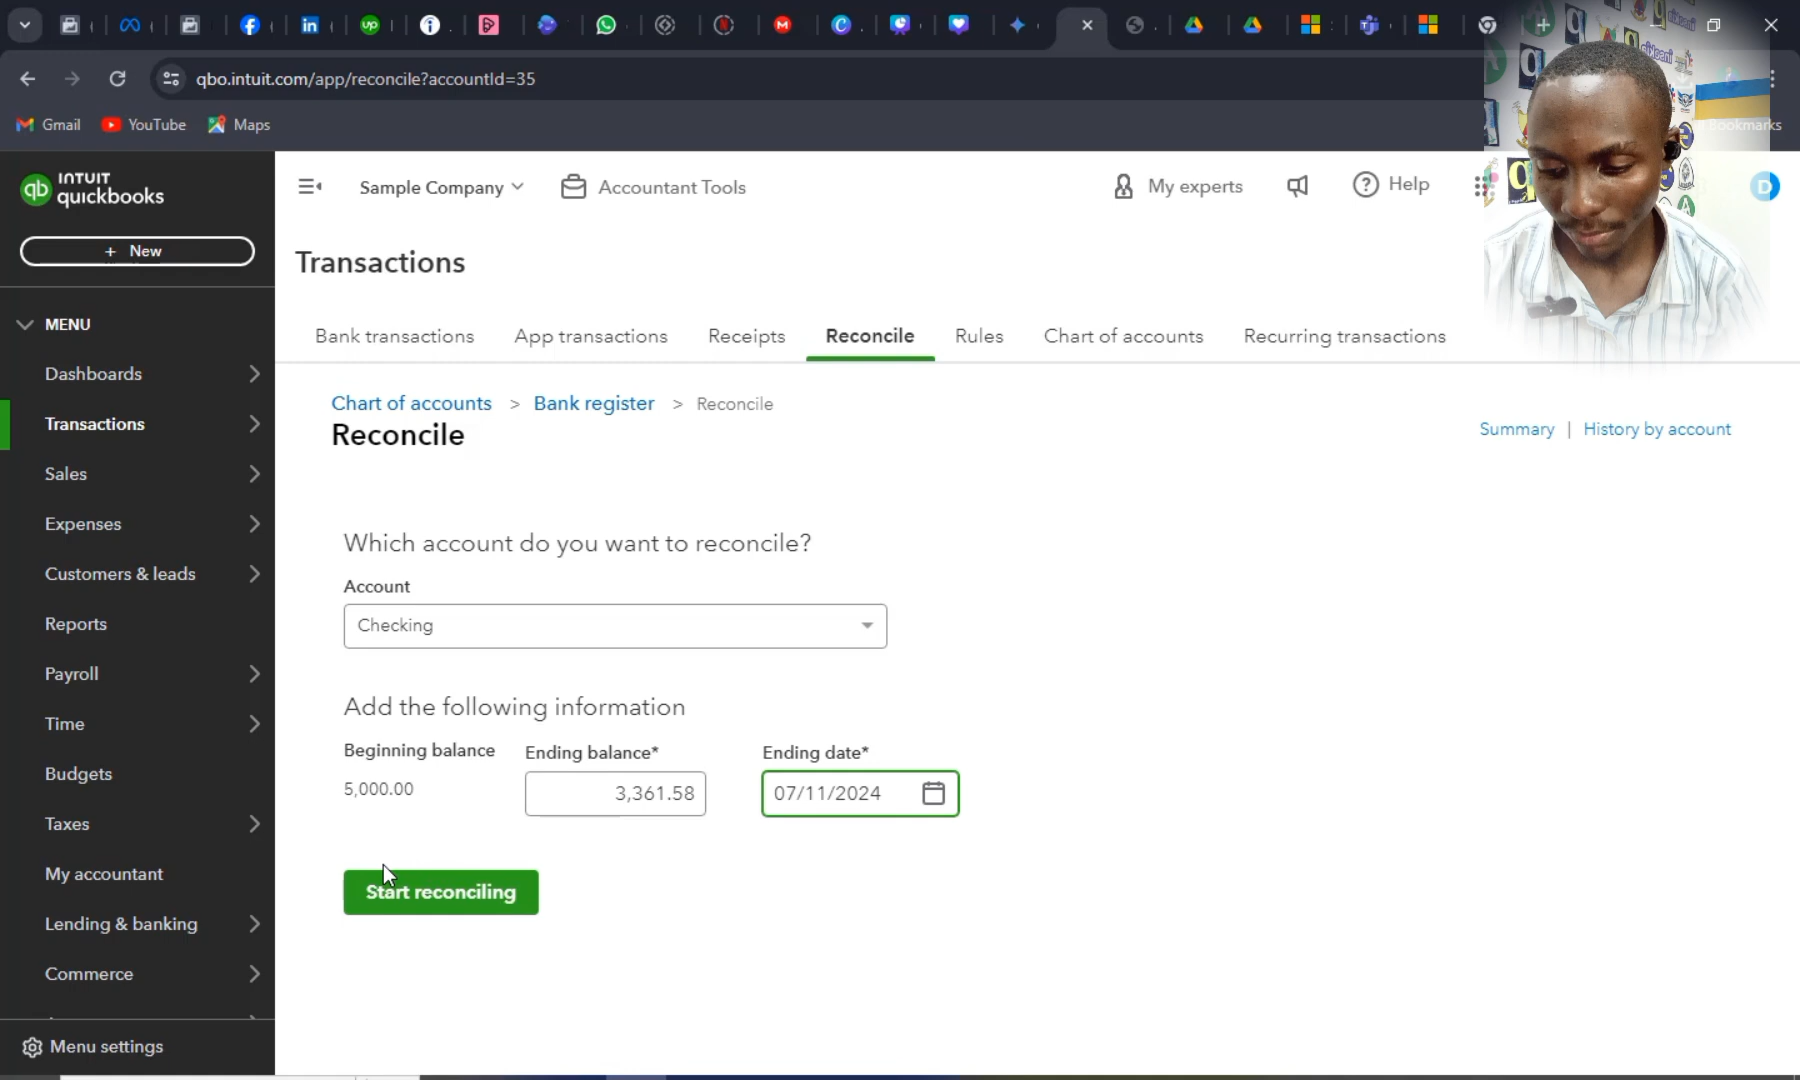 qbo.intuit.com/app/reconcile?accountId=35
Gmail YouTube Maps
Bookmarks
INTUIT
quickbooks
Sample Company Accountant Tools My experts Help D
+ New
Transactions
MENU
Bank transactions App transactions Receipts Reconcile Rules Chart of accounts Recurring transactions
Dashboards
Transactions
Sales
Expenses
Customers & leads
Reports
Payroll
Time
Budgets
Taxes
My accountant
Lending & banking
Commerce
Menu settings
Chart of accounts > Bank register > Reconcile
Reconcile
Summary | History by account
Which account do you want to reconcile?
Account
Checking
Add the following information
Beginning balance Ending balance* Ending date*
5,000.00 3,361.58 07/11/2024
Start reconciling